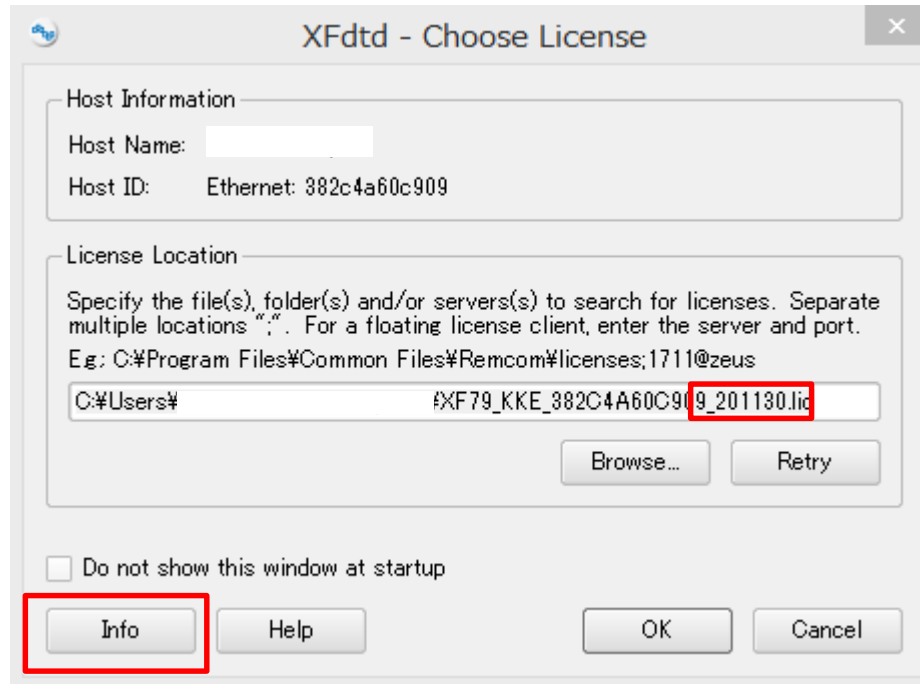 XFdtd - Choose License
Host Information
Host Name:
Host ID: Ethernet: 382c4a60c909
License Location
Specify the file(s), folder(s) and/or servers(s) to search for licenses. Separate
multiple locations ";". For a floating license client, enter the server and port.
Eg; C:¥Program Files¥Common Files¥Remcom¥licenses;1711@zeus
C:¥Users¥ ¥XF79_KKE_382C4A60C909_201130.lic
Browse... Retry
Do not show this window at startup
Info Help OK Cancel